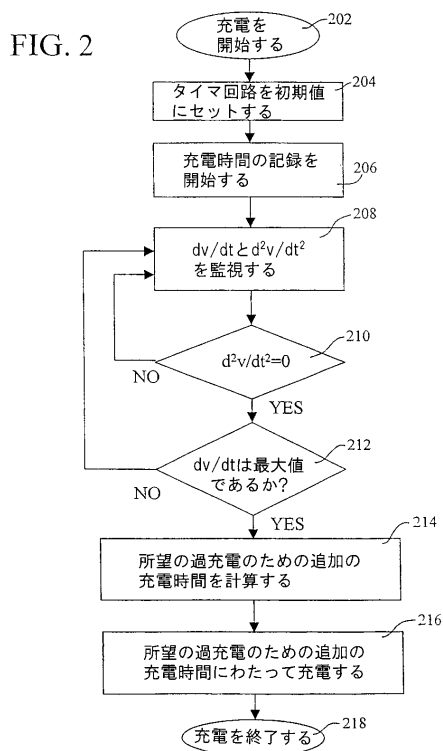 FIG. 2
充電を
開始する
202
タイマ回路を初期値
にセットする
204
充電時間の記録を
開始する
206
208
dv/dtとd²v/dt²
を監視する
210
d²v/dt²=0
NO
YES
212
dv/dtは最大値
であるか?
NO
YES
214
所望の過充電のための追加の
充電時間を計算する
216
所望の過充電のための追加の
充電時間にわたって充電する
充電を終了する
218